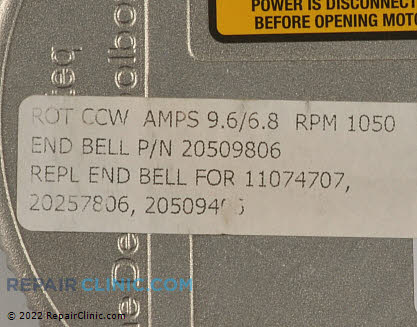 POWER IS DISCONNECT
BEFORE OPENING MOTO
ROT CCW AMPS 9.6/6.8 RPM 1050
END BELL P/N 20509806
REPL END BELL FOR 11074707,
20257806,
REPAIRCLINIC.COM
© 2022 RepairClinic.com